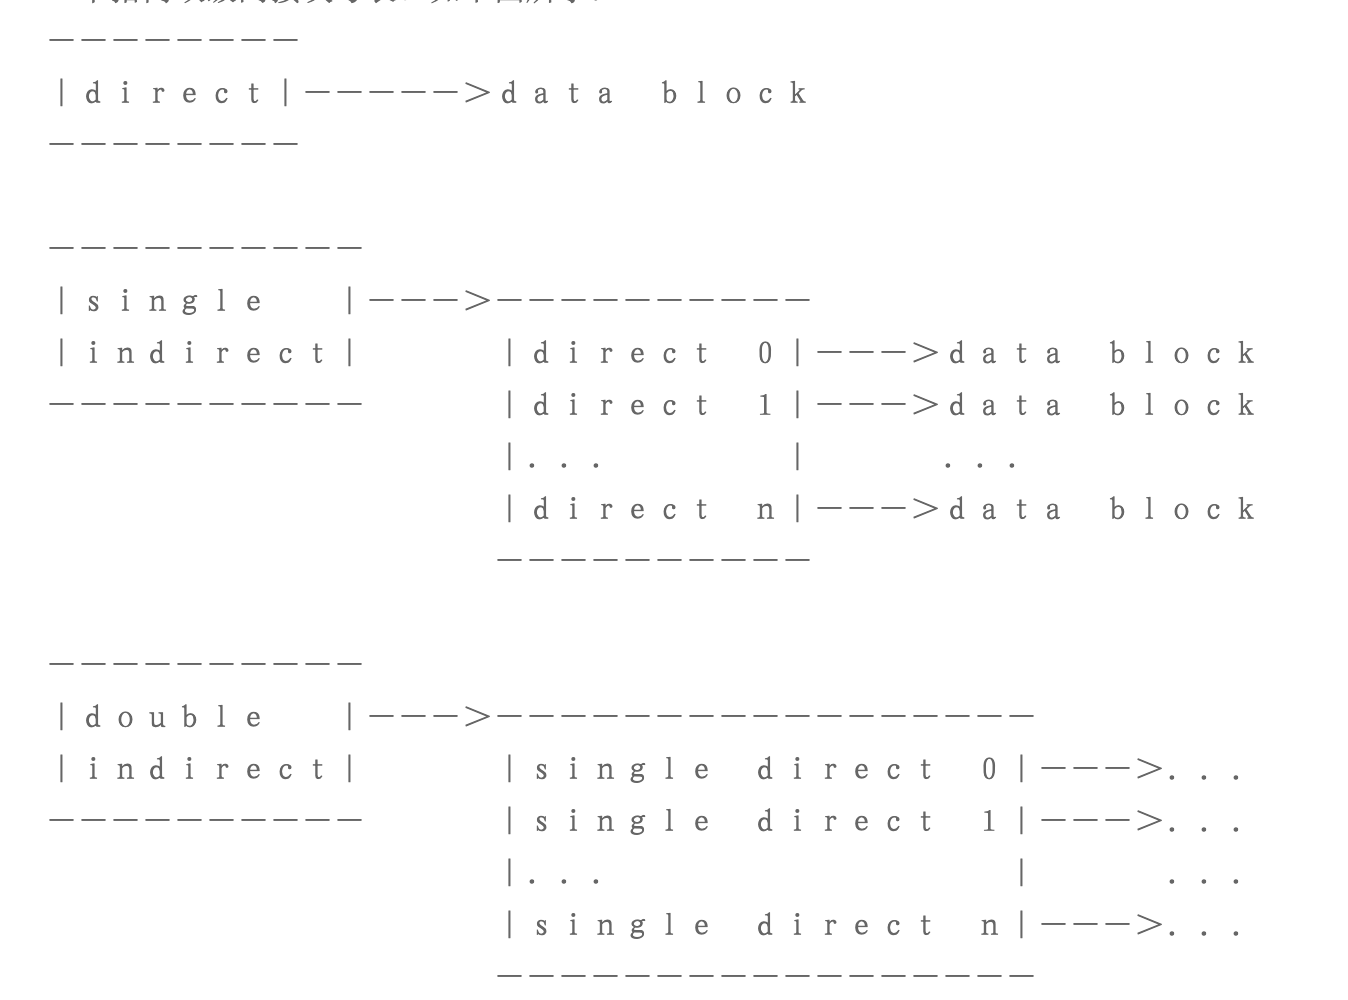 ————————
|direct|—————>data block
————————
——————————
|single  |———>——————————
|indirect|    |direct 0|———>data block
——————————    |direct 1|———>data block
|...     |    ...
|direct n|———>data block
——————————
——————————
|double  |———>—————————————————
|indirect|    |single direct 0|———>...
——————————    |single direct 1|———>...
|...            |    ...
|single direct n|———>...
—————————————————